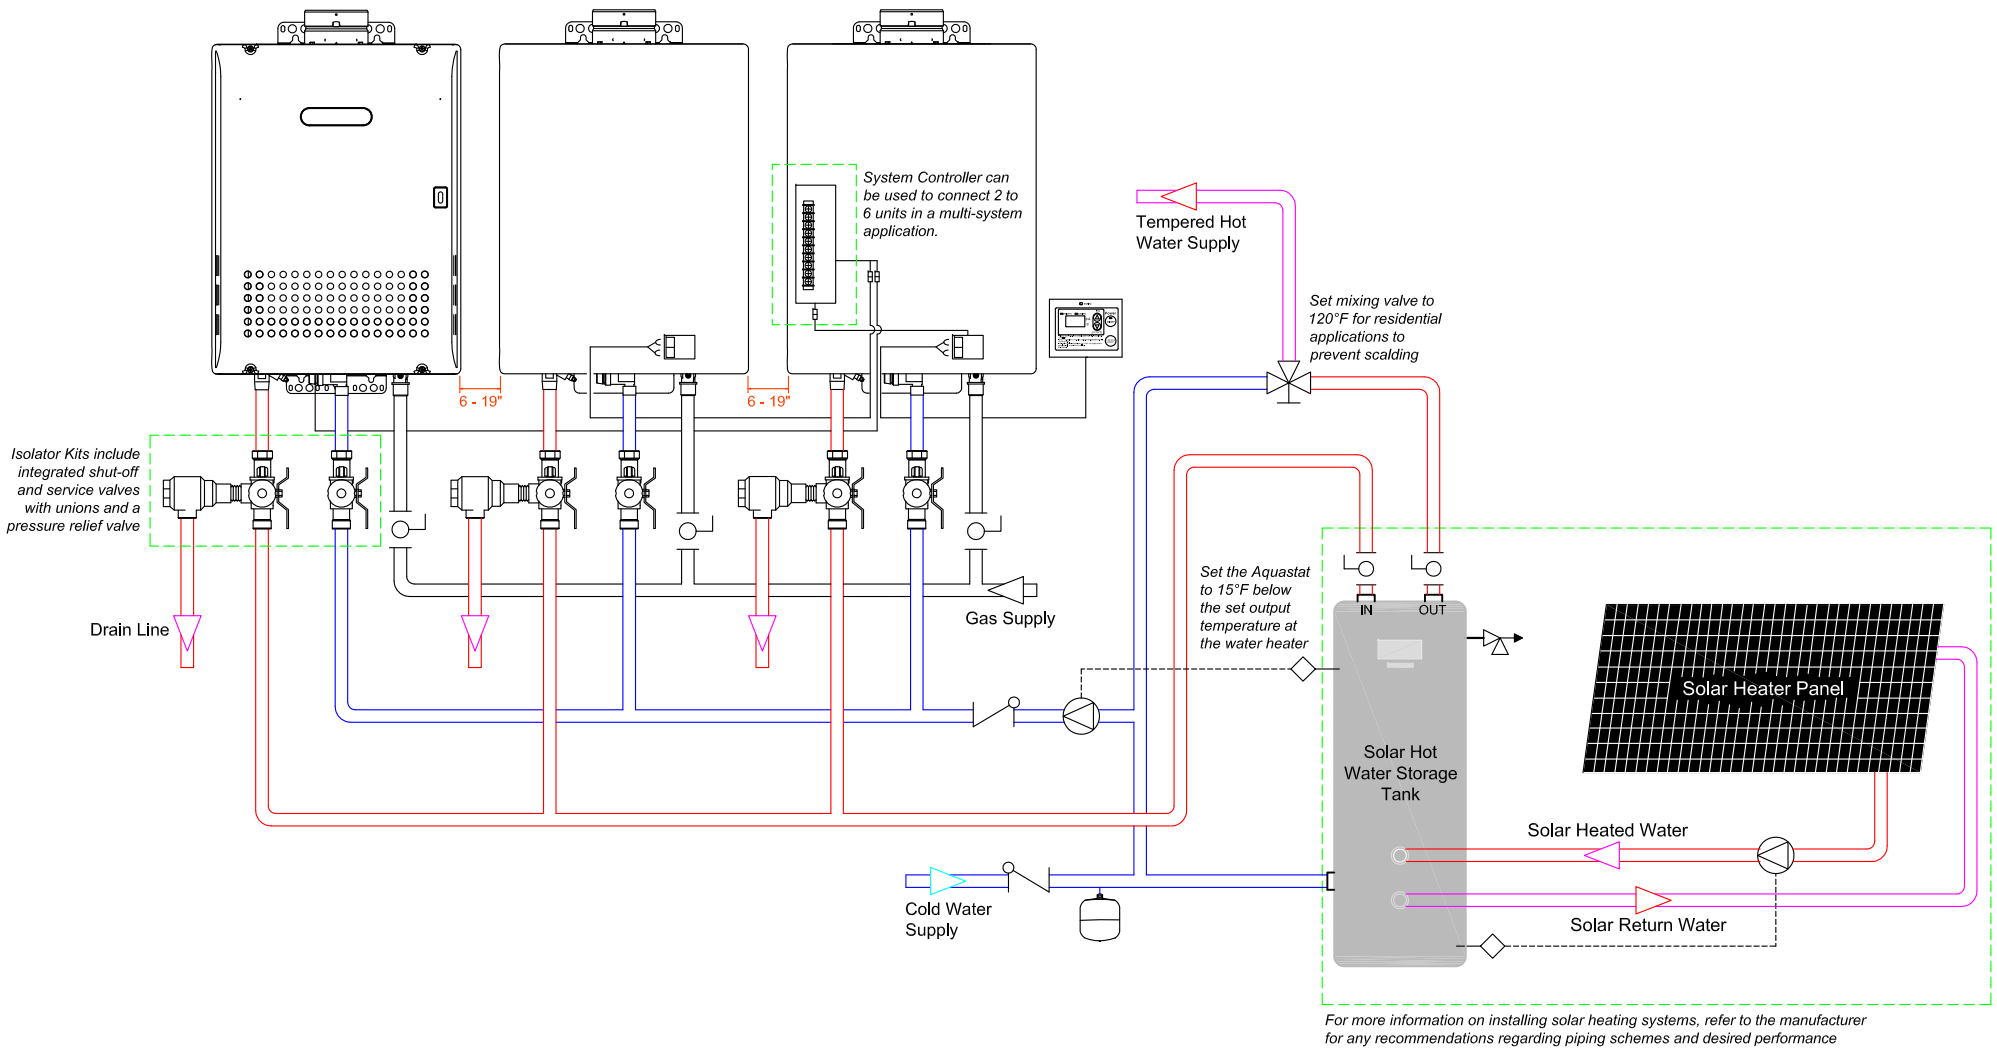 System Controller can
be used to connect 2 to
6 units in a multi-system
application.
Tempered Hot
Water Supply
Set mixing valve to
120°F for residential
applications to
prevent scalding
6 - 19"
6 - 19"
Isolator Kits include
integrated shut-off
and service valves
with unions and a
pressure relief valve
Drain Line
Gas Supply
Set the Aquastat
to 15°F below
the set output
temperature at
the water heater
IN
OUT
Solar Heater Panel
Solar Hot
Water Storage
Tank
Solar Heated Water
Solar Return Water
Cold Water
Supply
For more information on installing solar heating systems, refer to the manufacturer
for any recommendations regarding piping schemes and desired performance